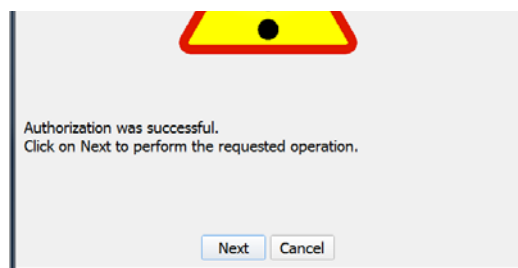 Authorization was successful.
Click on Next to perform the requested operation.
Next Cancel